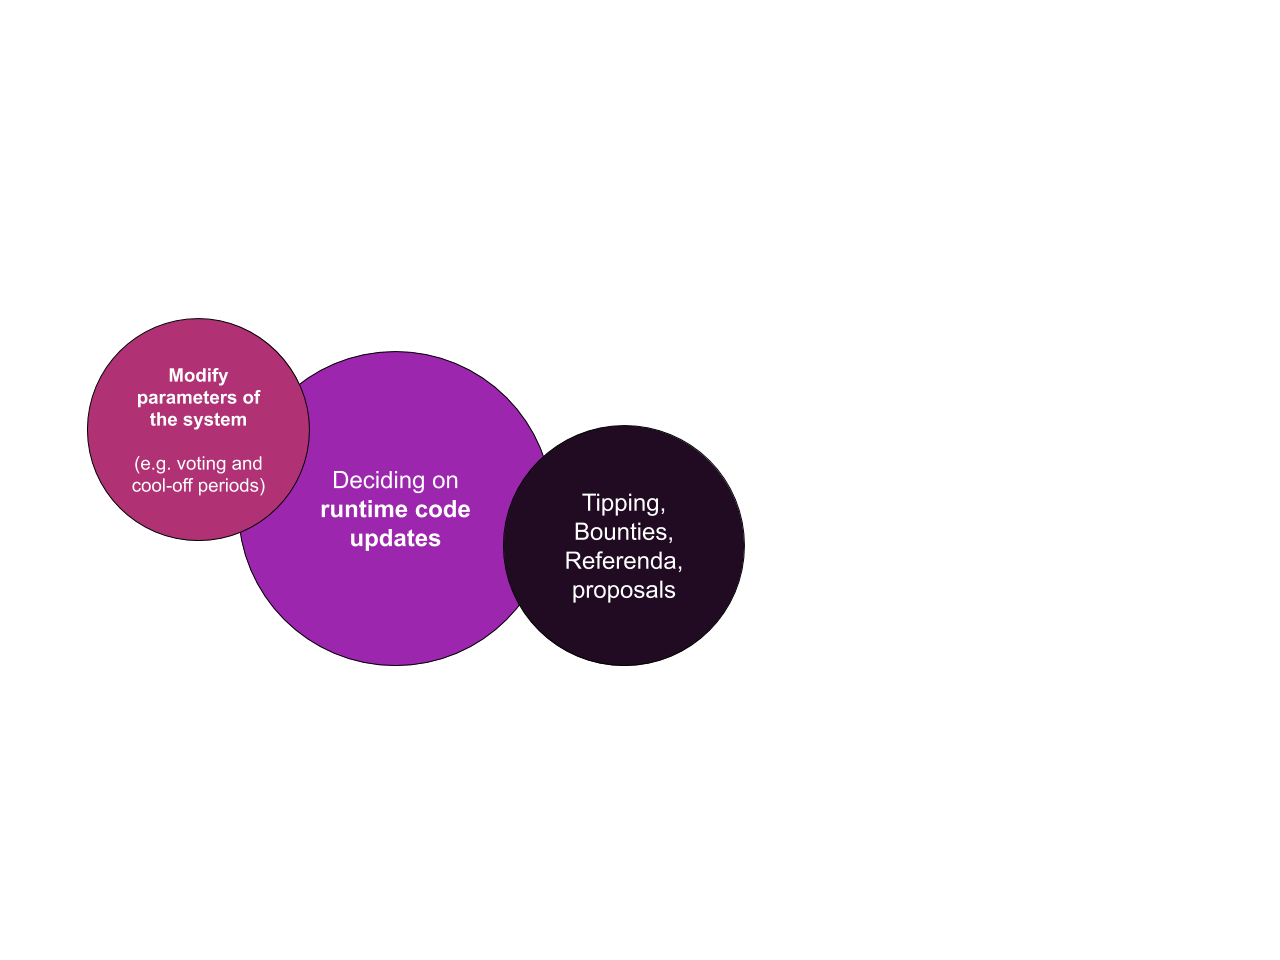 Modify
parameters of
the system
(e.g. voting and
cool-off periods)
Deciding on
runtime code
updates
Tipping,
Bounties,
Referenda,
proposals